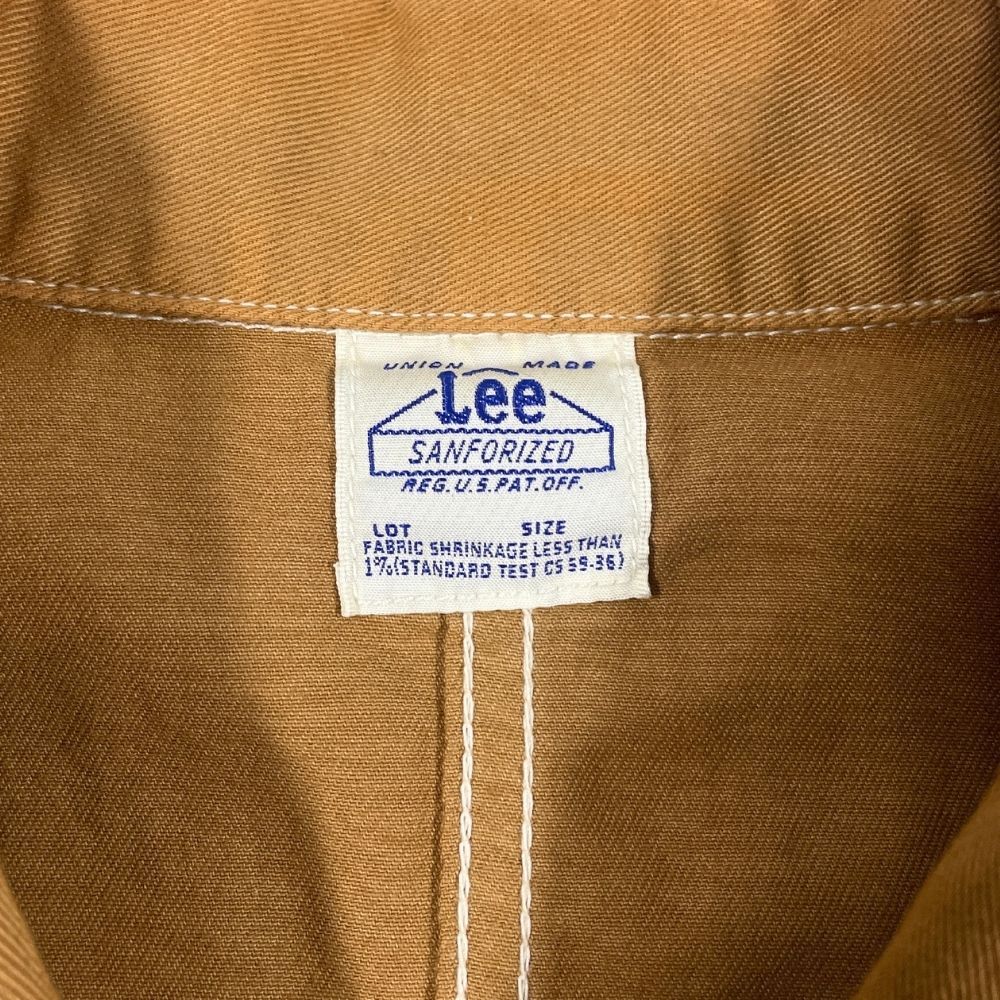 UNION MADE
Lee
SANFORIZED
REG. U.S. PAT. OFF.
LOT SIZE
FABRIC SHRINKAGE LESS THAN
1% (STANDARD TEST CS 59-36)